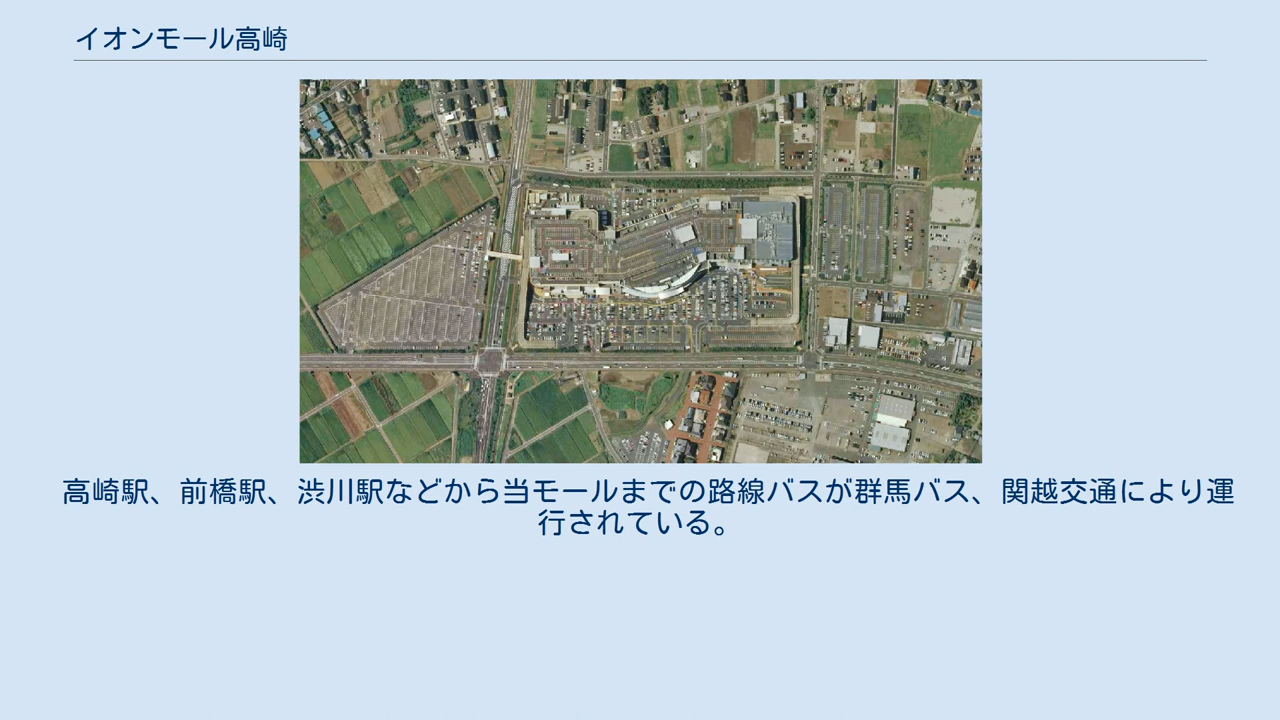 イオンモール高崎
高崎駅、前橋駅、渋川駅などから当モールまでの路線バスが群馬バス、関越交通により運
行されている。